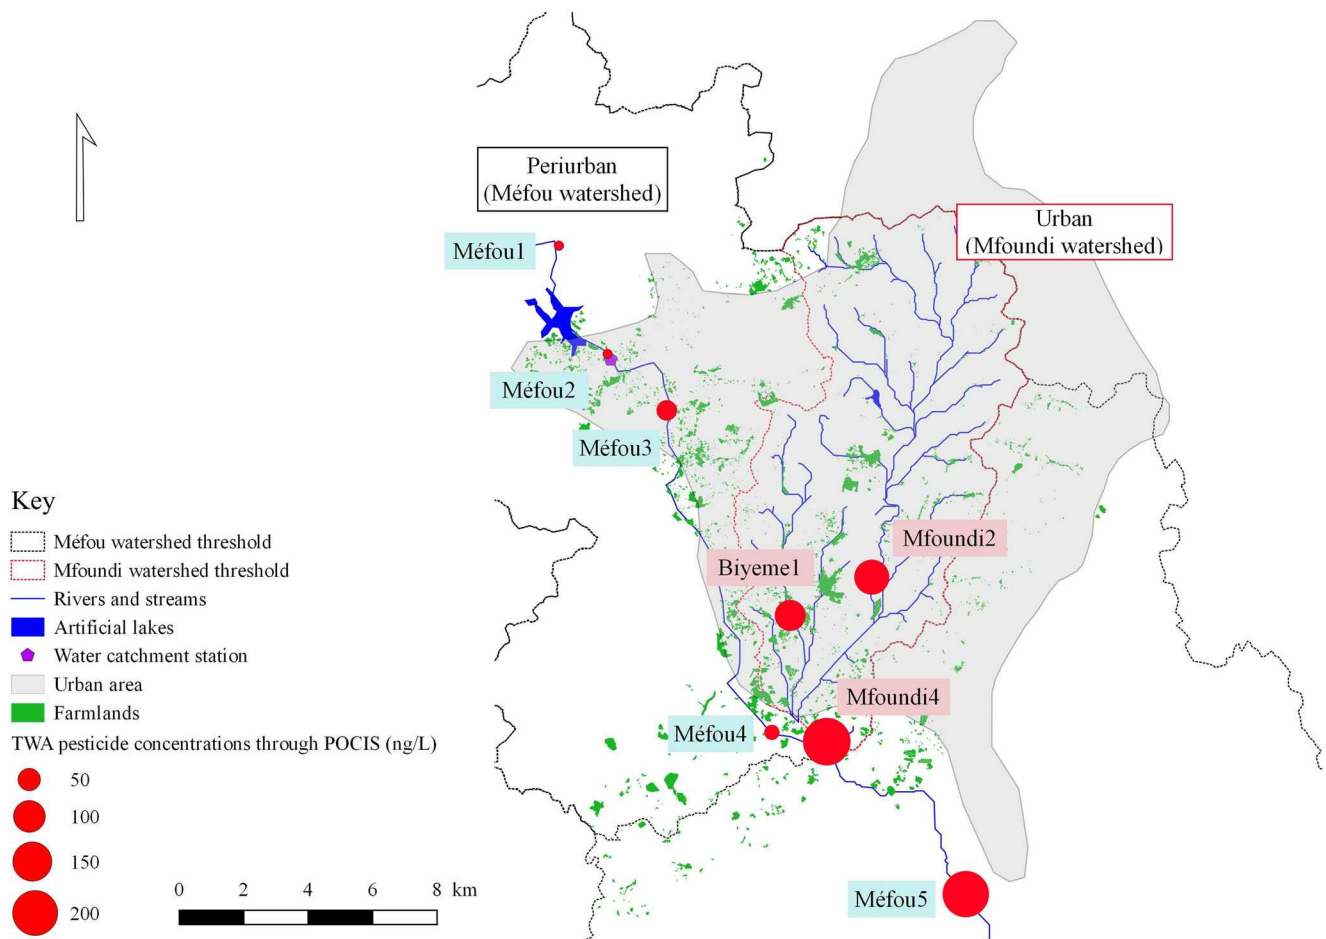 Periurban
(Méfou watershed)
Urban
(Mfoundi watershed)
Méfou1
Méfou2
Méfou3
Mfoundi2
Biyeme1
Mfoundi4
Méfou4
Méfou5
Key
Méfou watershed threshold
Mfoundi watershed threshold
Rivers and streams
Artificial lakes
Water catchment station
Urban area
Farmlands
TWA pesticide concentrations through POCIS (ng/L)
50
100
150
200
0 2 4 6 8 km